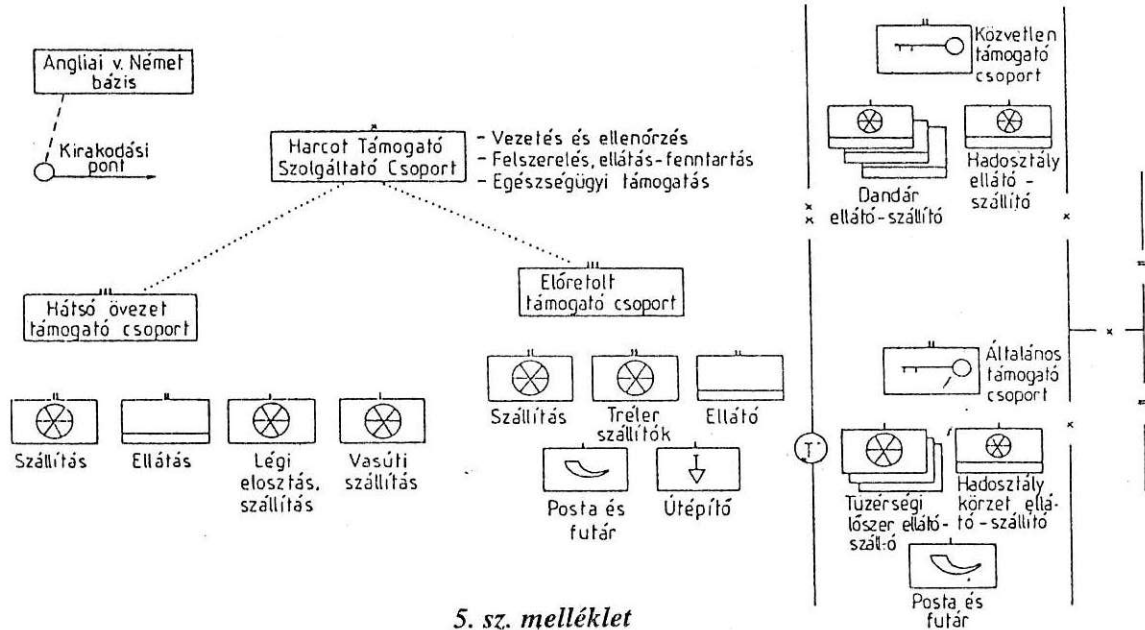 Angliai v. Német
bázis
Kirakodási
pont
Harcot Támogató
Szolgáltató Csoport
- Vezetés és ellenőrzés
- Felszerelés, ellátás-fenntartás
- Egészségügyi támogatás
Hátsó övezet
támogató csoport
Előretolt
támogató csoport
Szállítás
Ellátás
Légi
elosztás,
szállítás
Vasúti
szállítás
Szállítás
Tréler
szállítók
Ellátó
Posta és
futár
Útépítő
Közvetlen
támogató
csoport
Dandár
ellátó-szállító
Hadosztály
ellátó -
szállító
Általános
támogató
csoport
T
Tüzérségi
lőszer ellátó-
szállító
Hadosztály
körzet ellá-
tó - szállító
Posta és
futár
5. sz. melléklet